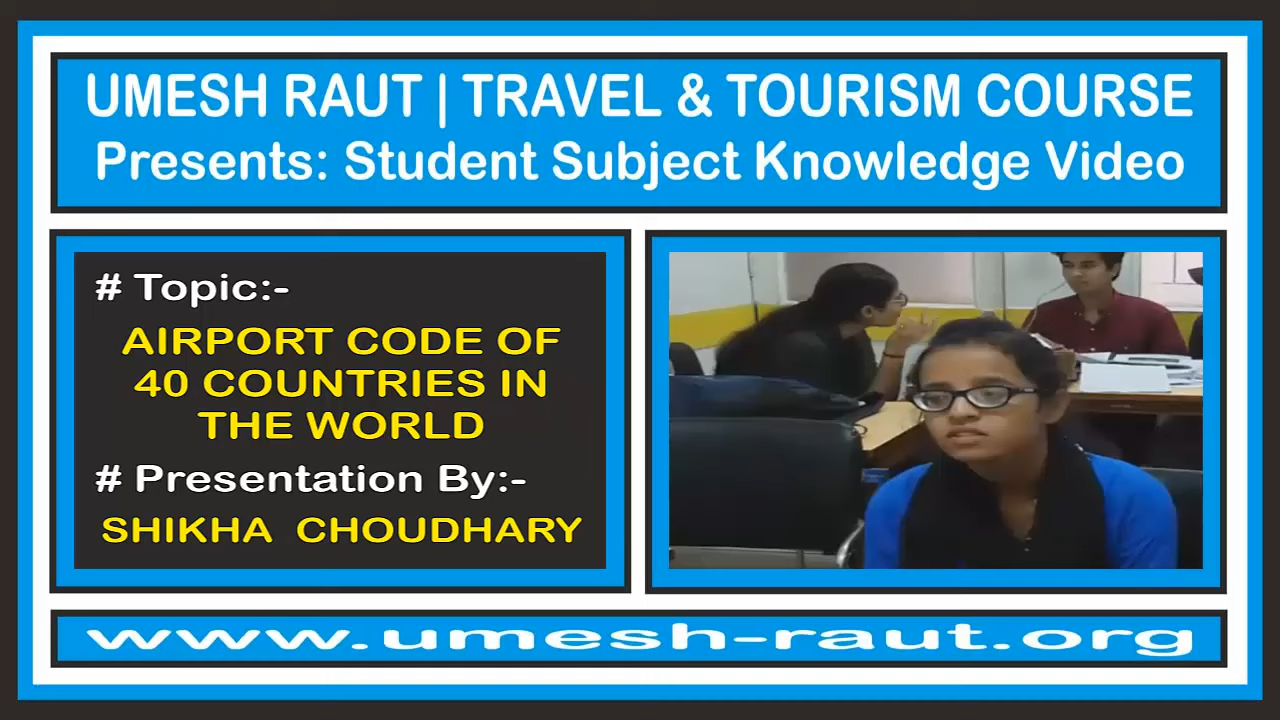 UMESH RAUT | TRAVEL & TOURISM COURSE
Presents: Student Subject Knowledge Video
# Topic:-
AIRPORT CODE OF
40 COUNTRIES IN
THE WORLD
# Presentation By:-
SHIKHA CHOUDHARY
www.umesh-raut.org